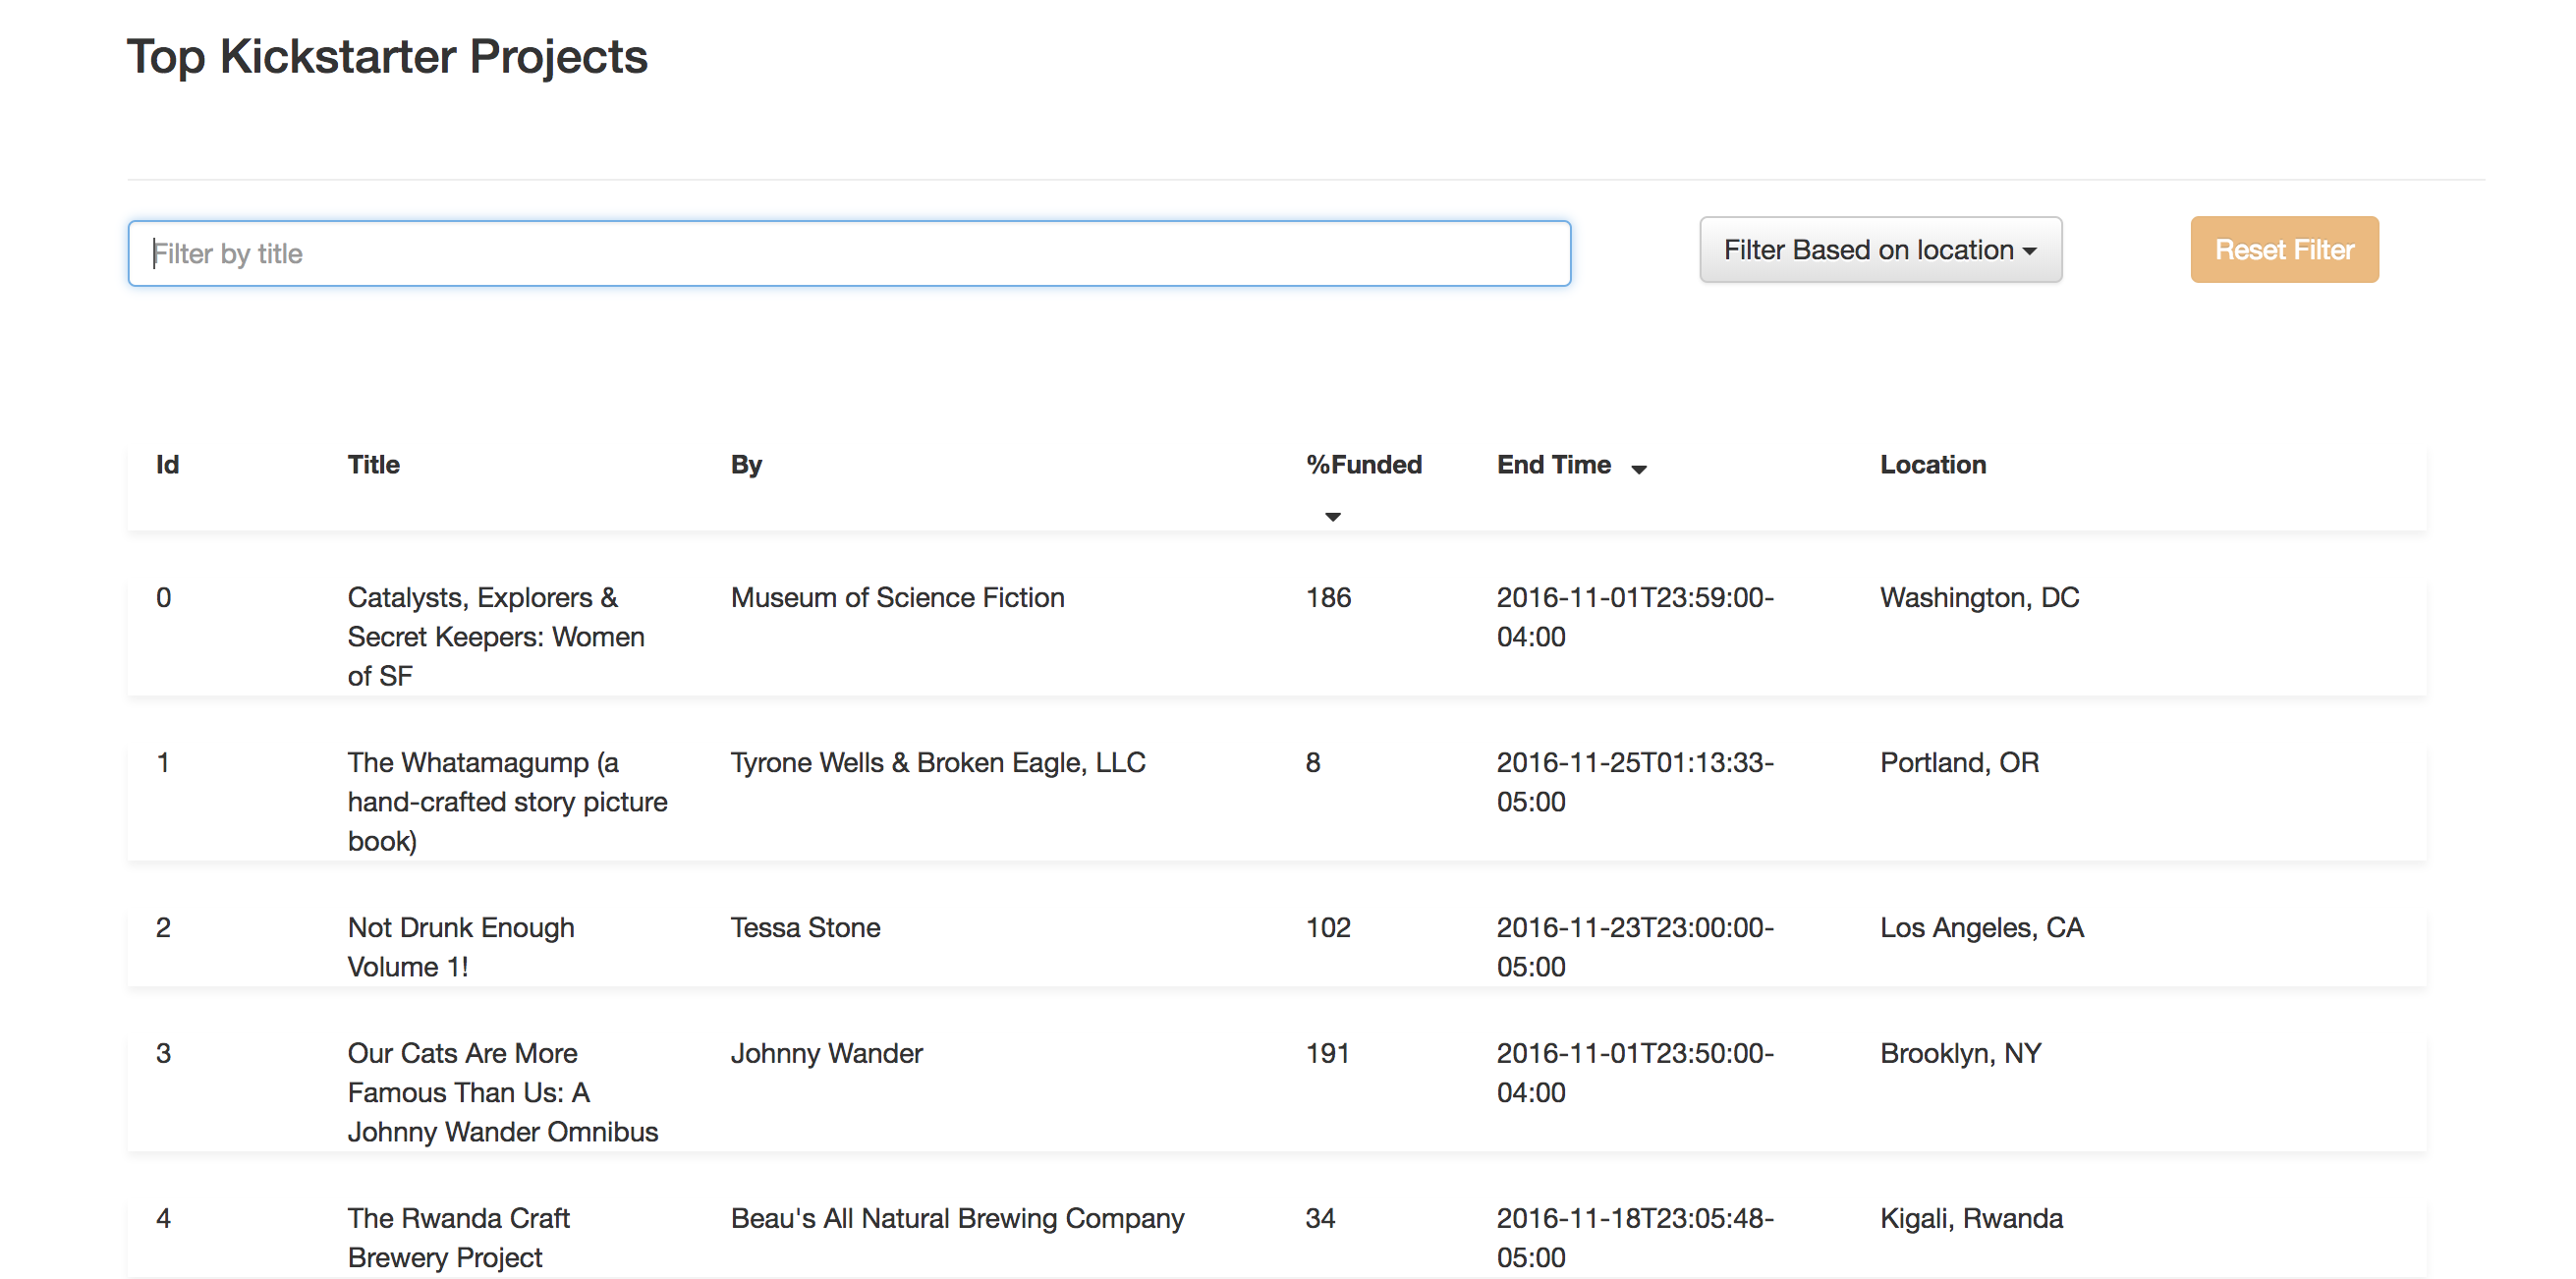 Top Kickstarter Projects
Filter by title
Filter Based on location
Reset Filter
Id Title By %Funded End Time Location
0 Catalysts, Explorers & Museum of Science Fiction 186 2016-11-01T23:59:00- Washington, DC
Secret Keepers: Women 04:00
of SF
1 The Whatamagump (a Tyrone Wells & Broken Eagle, LLC 8 2016-11-25T01:13:33- Portland, OR
hand-crafted story picture 05:00
book)
2 Not Drunk Enough Tessa Stone 102 2016-11-23T23:00:00- Los Angeles, CA
Volume 1! 05:00
3 Our Cats Are More Johnny Wander 191 2016-11-01T23:50:00- Brooklyn, NY
Famous Than Us: A 04:00
Johnny Wander Omnibus
4 The Rwanda Craft Beau's All Natural Brewing Company 34 2016-11-18T23:05:48- Kigali, Rwanda
Brewery Project 05:00